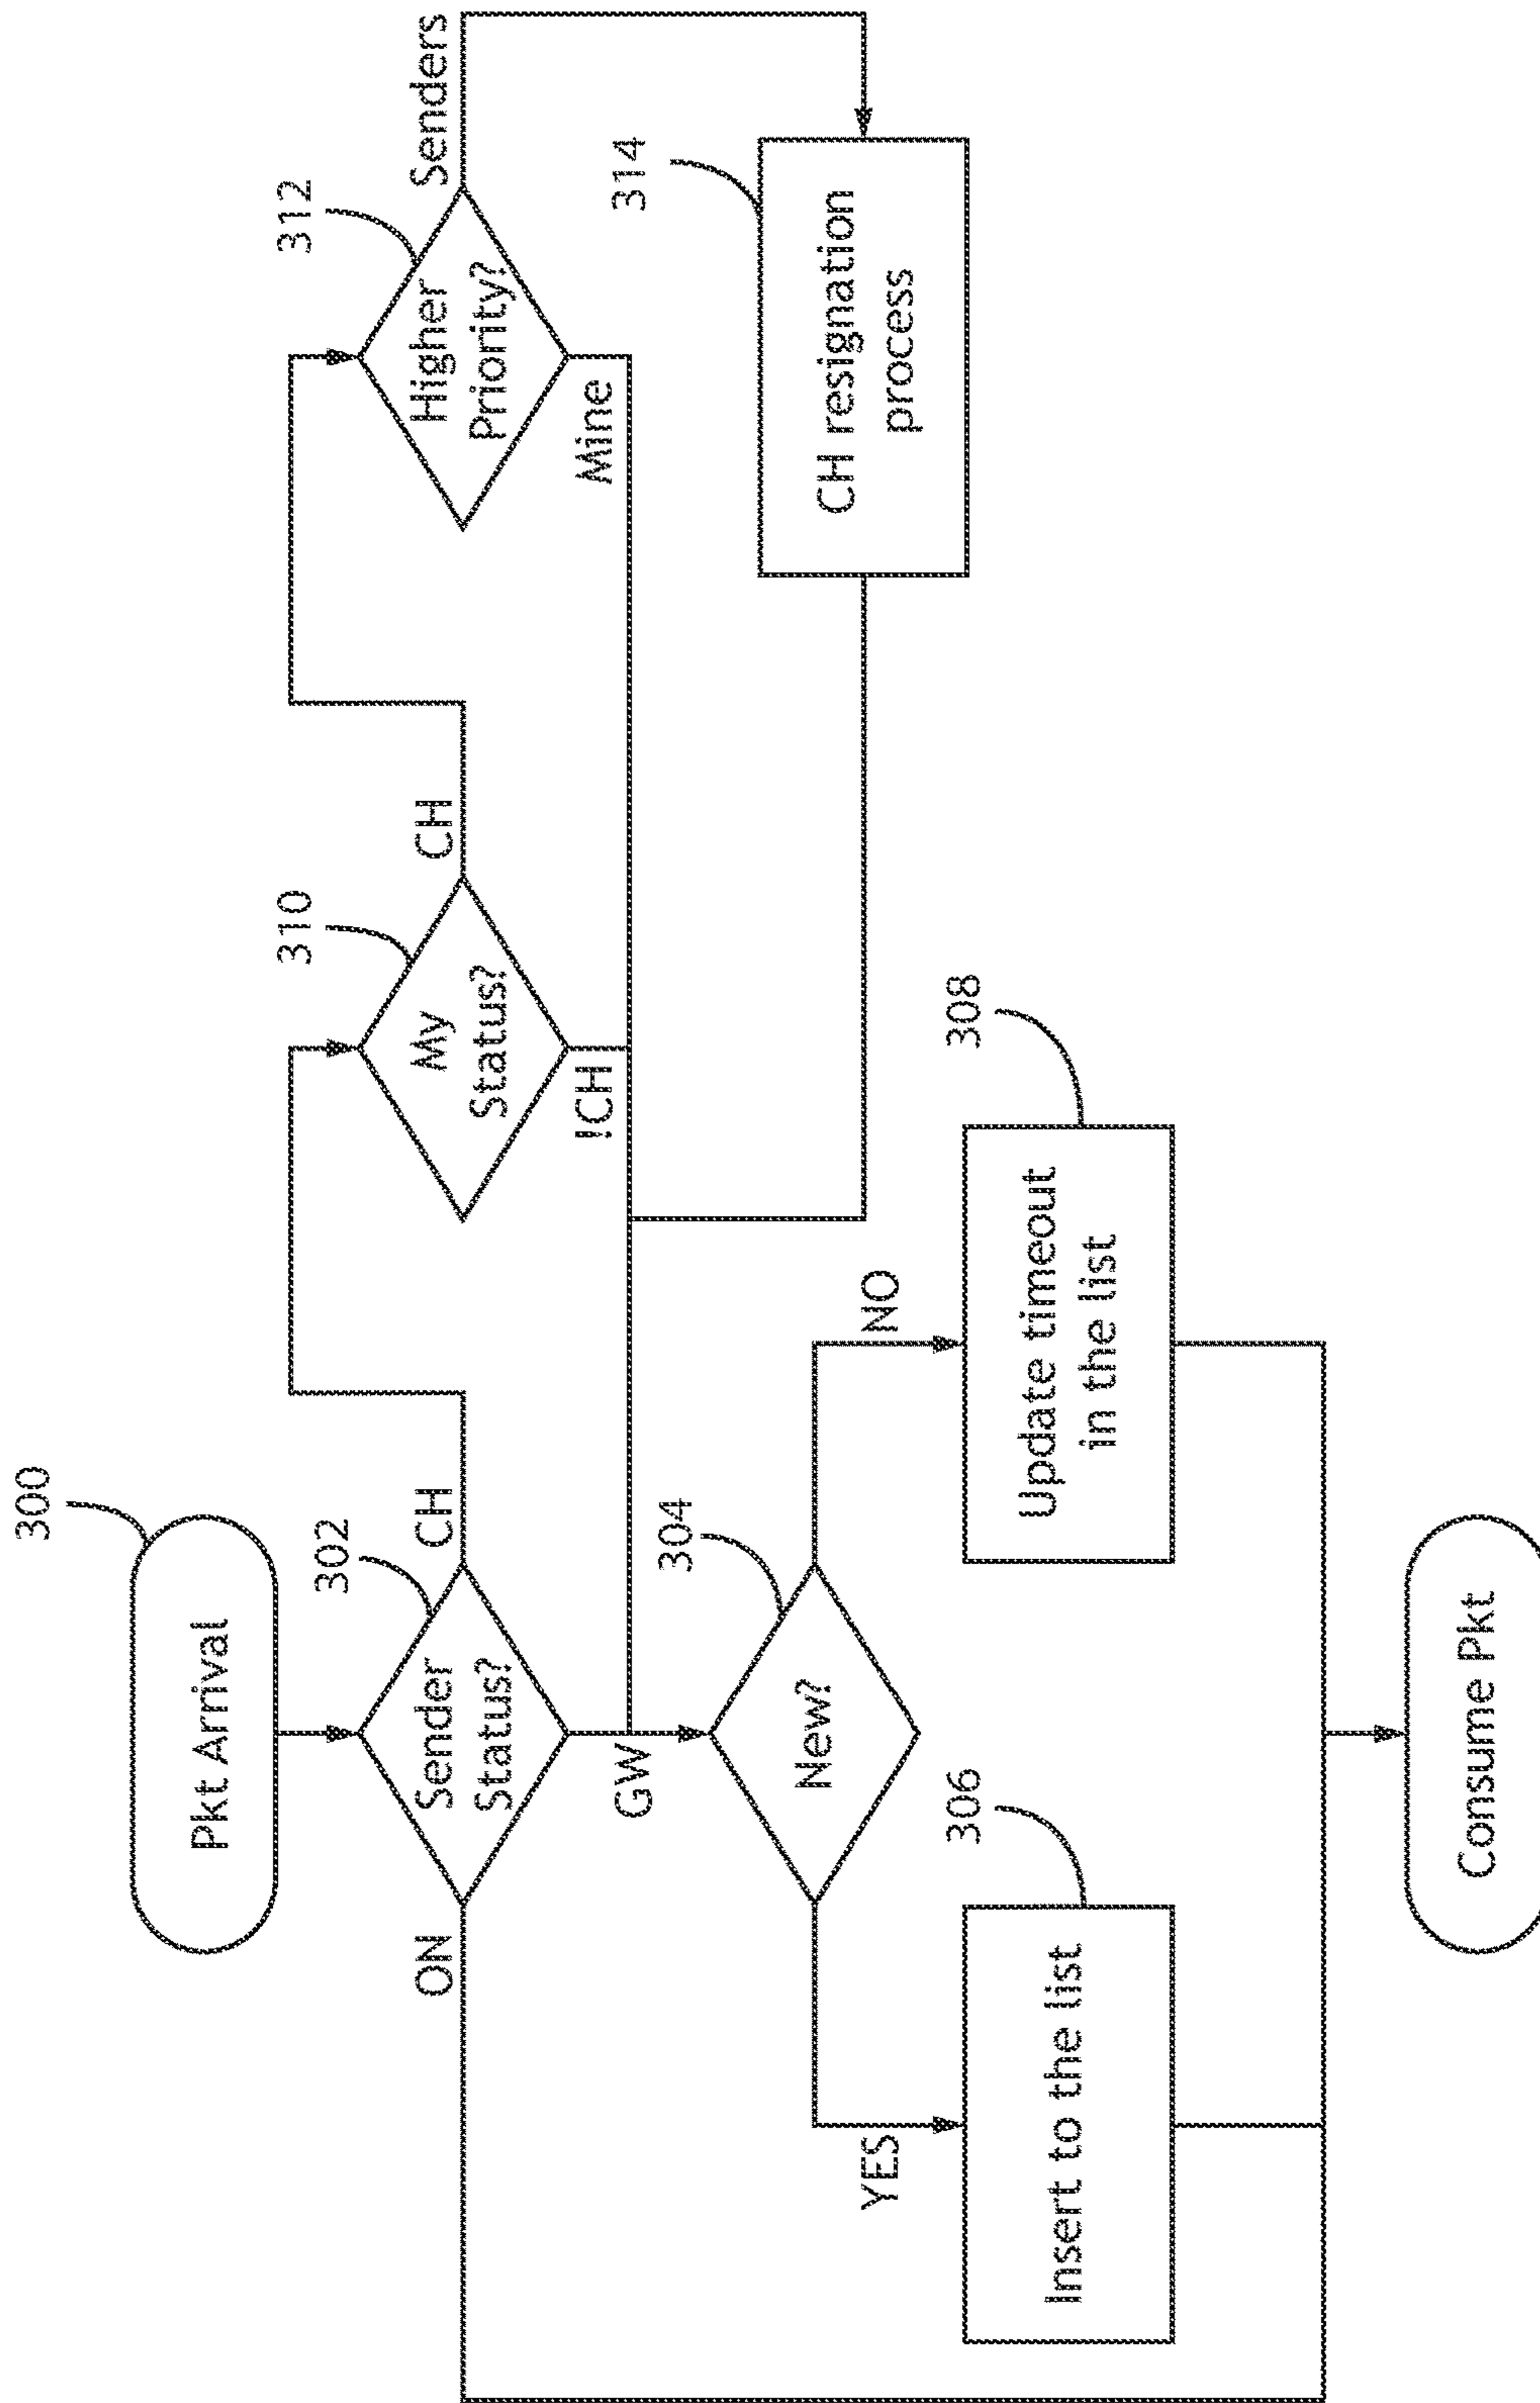 300
Pkt Arrival
302
Sender
Status?
ON
CH
GW
310
My
Status?
CH
!CH
312
Higher
Priority?
Senders
Mine
314
CH resignation
process
304
New?
YES
NO
306
Insert to the list
308
Update timeout
in the list
Consume Pkt